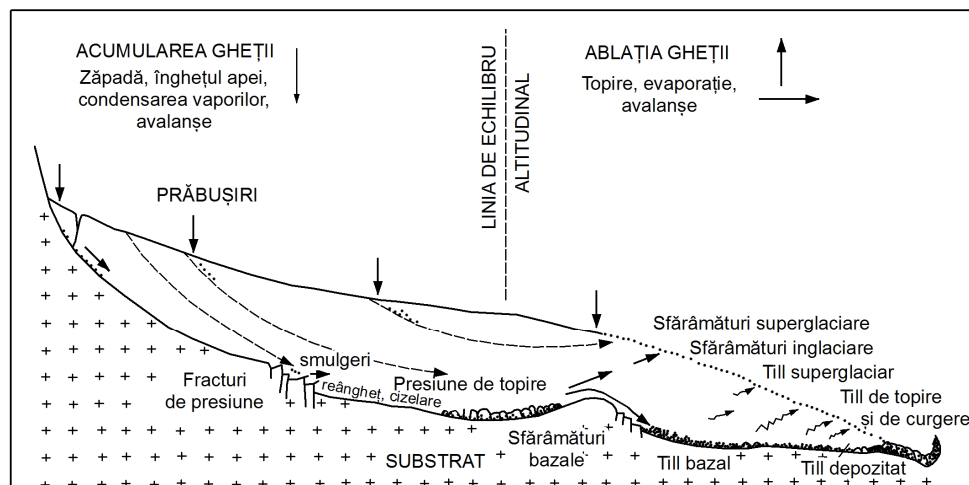 ACUMULAREA GHEȚII
Zăpadă, înghețul apei,
condensarea vaporilor,
avalanșe
LINIA DE ECHILIBRU
ALTITUDINAL
ABLAȚIA GHEȚII
Topire, evaporație,
avalanșe
PRĂBUȘIRI
Sfărâmături superglaciare
Sfărâmături inglaciare
Till superglaciar
Till de topire
și de curgere
smulgeri
reângheț, cizelare
Presiune de topire
Fracturi
de presiune
Sfărâmături
bazale
SUBSTRAT
Till bazal
Till depozitat